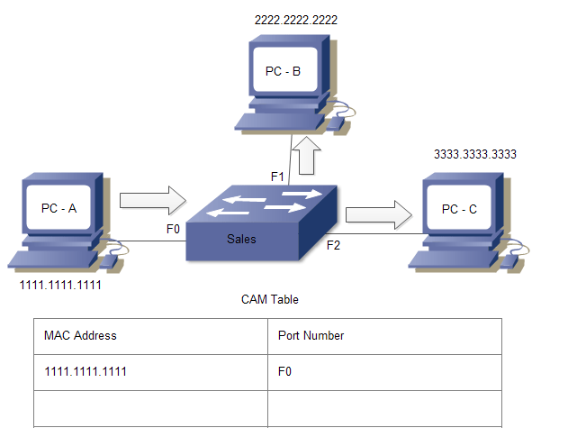 2222.2222.2222
PC - B
3333.3333.3333
F1
PC - A
PC - C
F0
Sales
F2
1111.1111.1111
CAM Table
MAC Address Port Number
1111.1111.1111 F0